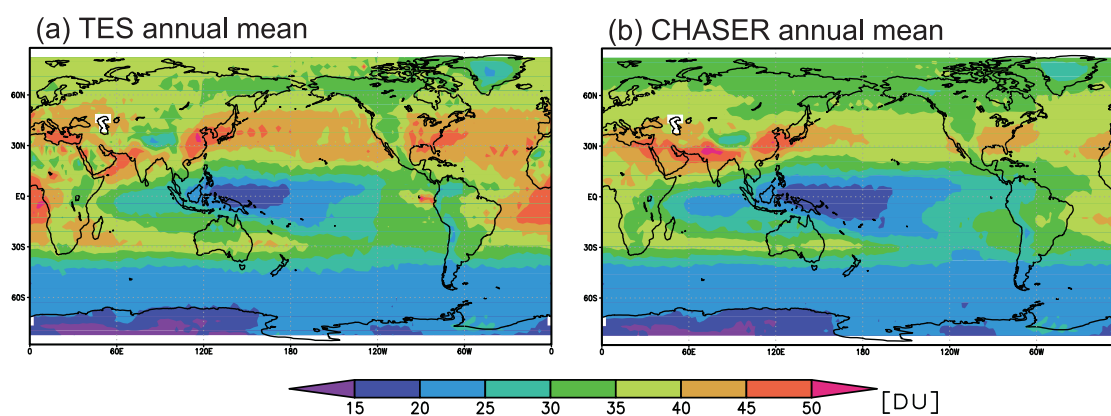 (a) TES annual mean
(b) CHASER annual mean
60N
30N
EQ
30S
60S
0 60E 120E 180 120W 60W 0
60N
30N
EQ
30S
60S
0 60E 120E 180 120W 60W
15 20 25 30 35 40 45 50 [DU]